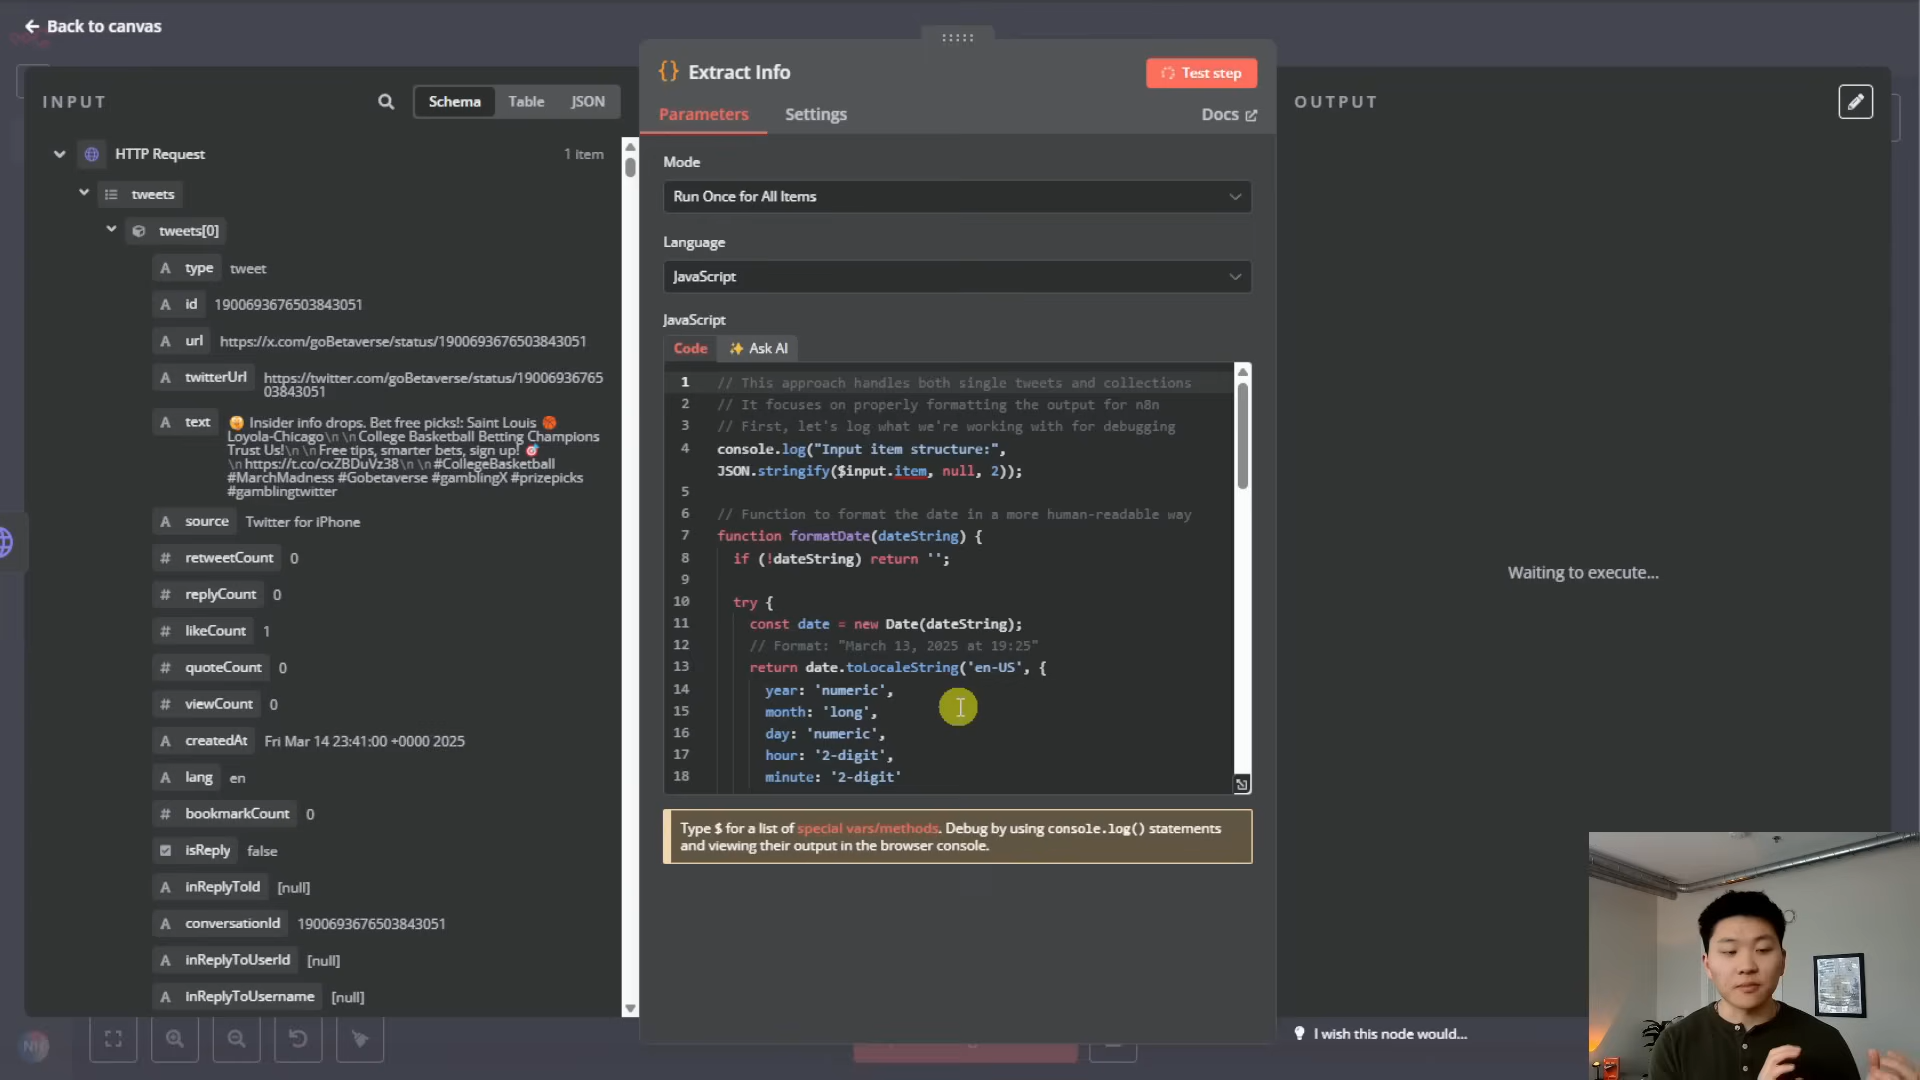 Back to canvas
INPUT
Schema
Table
JSON
HTTP Request
1 item
tweets
tweets[0]
A type tweet
A id 1900693676503843051
A url https://x.com/goBetaverse/status/1900693676503843051
A twitterUrl https://twitter.com/goBetaverse/status/19006936765
03843051
A text 🤫 Insider info drops. Bet free picks!: Saint Louis 🏀
Loyola-Chicago\n \nCollege Basketball Betting Champions
Trust Us!\n \n Free tips, smarter bets, sign up! 🎯
\n https://t.co/cxZBDuVz38\n \n #CollegeBasketball
#MarchMadness #Gobetaverse #gamblingX #prizepicks
#gamblingtwitter
A source Twitter for iPhone
# retweetCount 0
# replyCount 0
# likeCount 1
# quoteCount 0
# viewCount 0
A createdAt Fri Mar 14 23:41:00 +0000 2025
A lang en
# bookmarkCount 0
isReply false
A inReplyToId [null]
A conversationId 1900693676503843051
A inReplyToUserId [null]
A inReplyToUsername [null]
{} Extract Info
Test step
Parameters
Settings
Docs
Mode
Run Once for All Items
Language
JavaScript
JavaScript
Code
✨ Ask AI
1 // This approach handles both single tweets and collections
2 // It focuses on properly formatting the output for n8n
3 // First, let's log what we're working with for debugging
4 console.log("Input item structure:",
JSON.stringify($input.item, null, 2));
5
6 // Function to format the date in a more human-readable way
7 function formatDate(dateString) {
8 if (!dateString) return '';
9
10 try {
11 const date = new Date(dateString);
12 // Format: "March 13, 2025 at 19:25"
13 return date.toLocaleString('en-US', {
14 year: 'numeric',
15 month: 'long',
16 day: 'numeric',
17 hour: '2-digit',
18 minute: '2-digit'
Type $ for a list of special vars/methods. Debug by using console.log() statements
and viewing their output in the browser console.
OUTPUT
Waiting to execute...
I wish this node would...